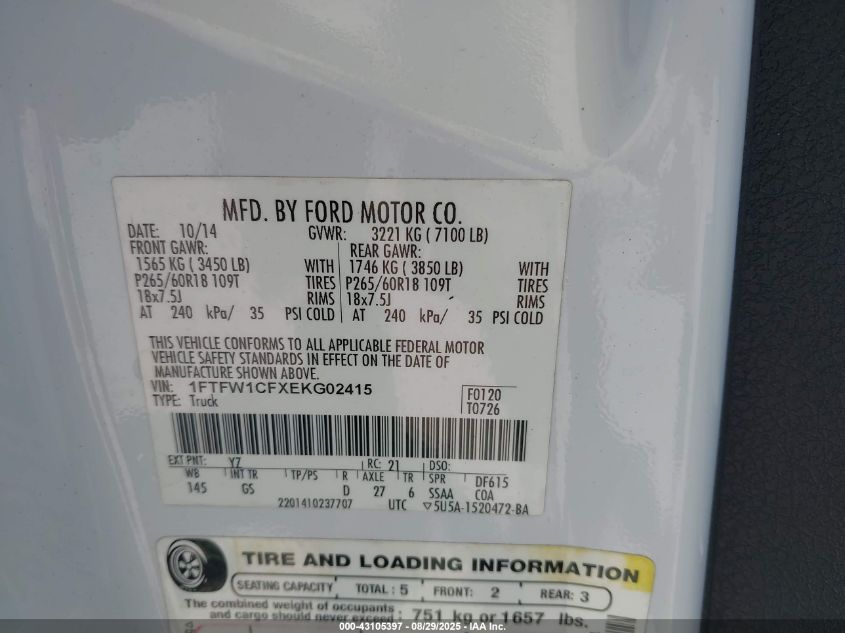 MFD. BY FORD MOTOR CO.
DATE: 10/14 GVWR: 3221 KG ( 7100 LB)
FRONT GAWR: REAR GAWR:
1565 KG ( 3450 LB) WITH 1746 KG ( 3850 LB) WITH
P265/60R18 109T TIRES P265/60R18 109T TIRES
18x7.5J RIMS 18x7.5J RIMS
AT 240 kPa/ 35 PSI COLD AT 240 kPa/ 35 PSI COLD
THIS VEHICLE CONFORMS TO ALL APPLICABLE FEDERAL MOTOR
VEHICLE SAFETY STANDARDS IN EFFECT ON THE DATE OF
MANUFACTURE SHOWN ABOVE.
VIN: 1FTFW1CFXEKG02415 F0120
TYPE: Truck T0726
EXT PNT: YZ RC: 21 DSO:
WB INT TR TP/PS R AXLE TR SPR DF615
145 GS D 27 6 SSAA COA
2201410237707 UTC ▽5U5A-1520472-BA
TIRE AND LOADING INFORMATION
SEATING CAPACITY TOTAL : 5 FRONT: 2 REAR: 3
The combined weight of occupants
and cargo should never exceed : 751 kg or 1657 lbs.
000-43105397 - 08/29/2025 - IAA Inc.